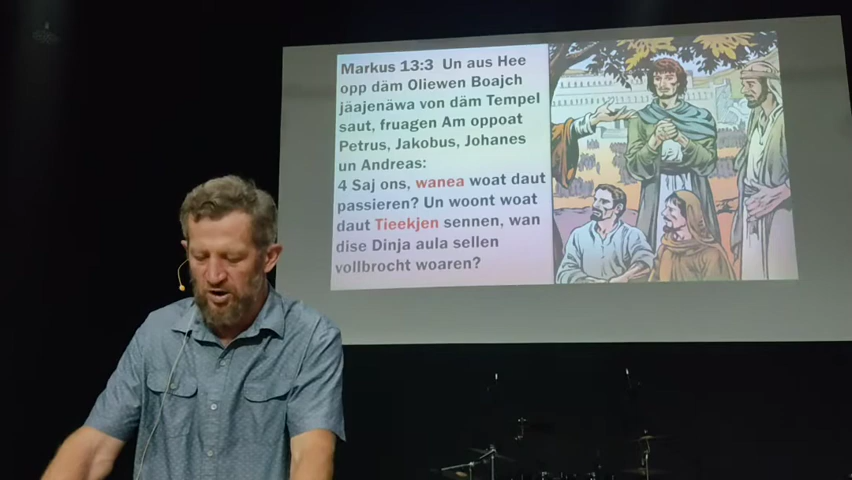 Markus 13:3 Un aus Hee
opp däm Oliewen Boajch
jäajenäwa von däm Tempel
saut, fruagen Am oppoat
Petrus, Jakobus, Johanes
un Andreas:
4 Saj ons, wanea woat daut
passieren? Un woont woat
daut Tieekjen sennen, wan
dise Dinja aula sellen
vollbrocht woaren?